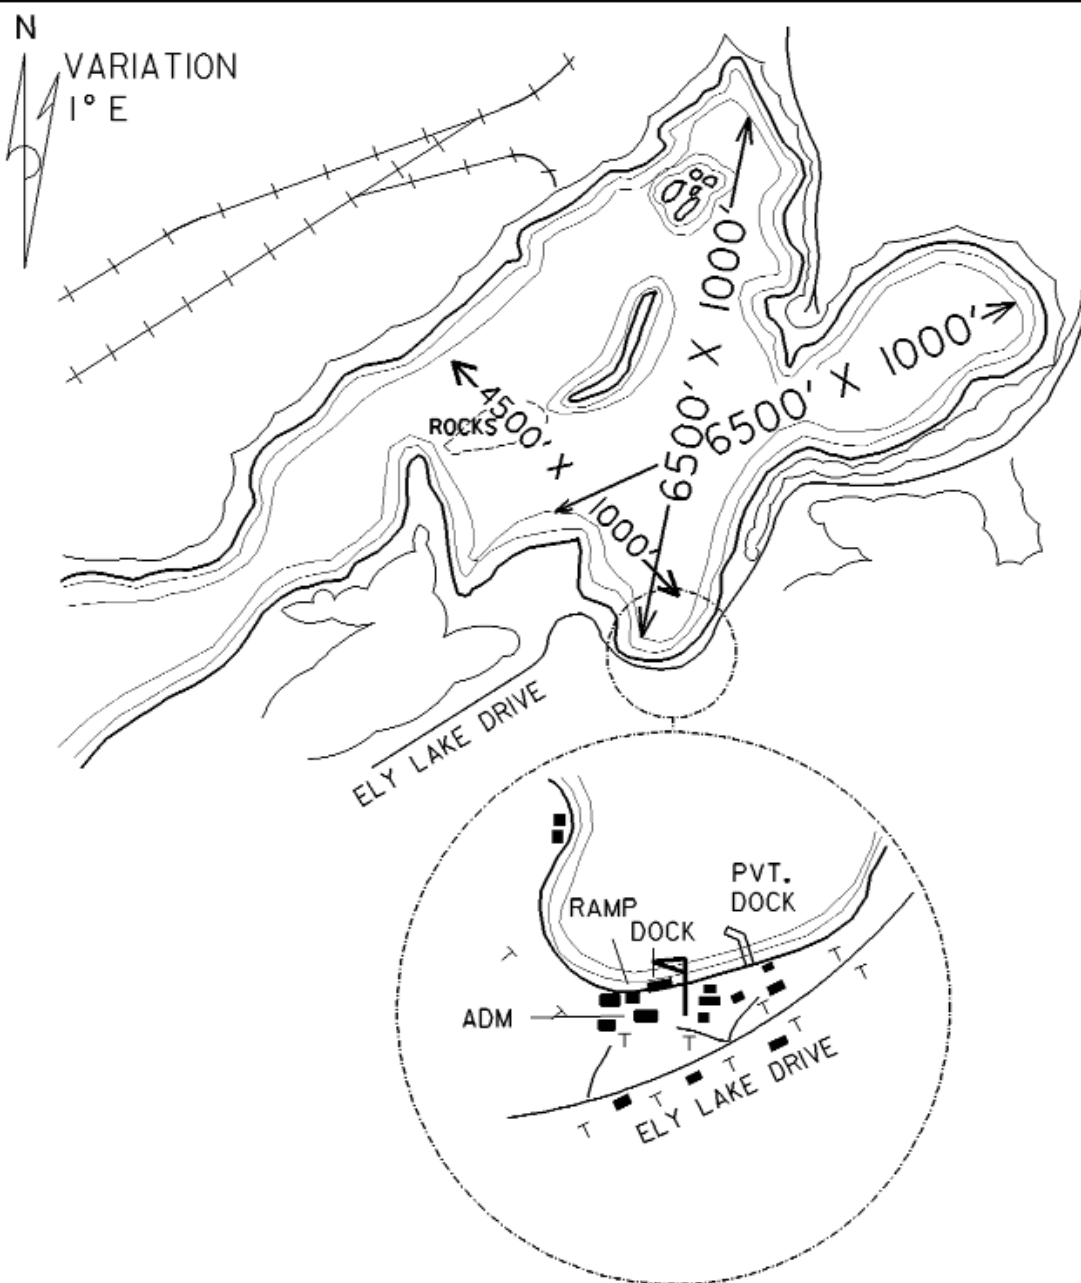 N
VARIATION
1° E
6500' X 1000'
6500' X 1000'
4500' X 1000'
ROCKS
ELY LAKE DRIVE
PVT.
DOCK
RAMP
DOCK
ADM
ELY LAKE DRIVE